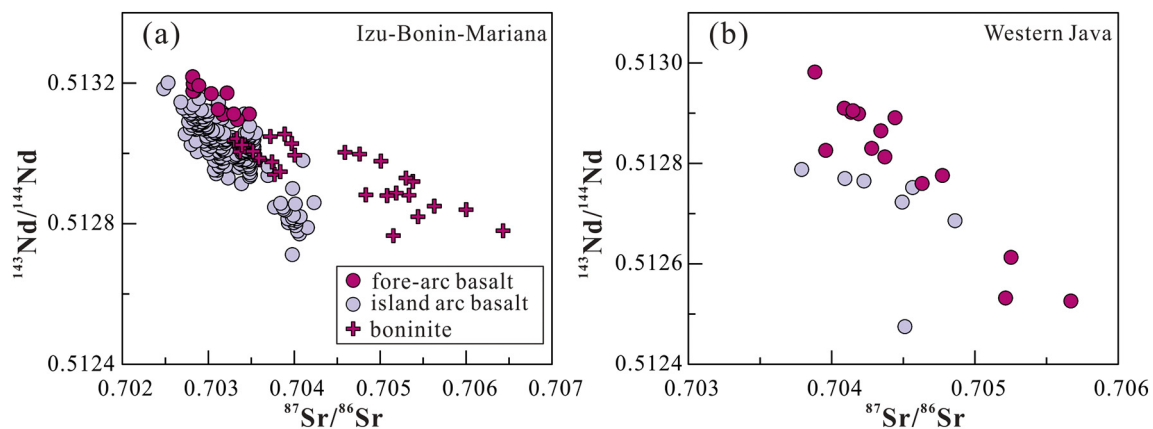 (a) Izu-Bonin-Mariana
0.5132
0.5128
0.5124
¹⁴³Nd/¹⁴⁴Nd
fore-arc basalt
island arc basalt
boninite
0.702 0.703 0.704 0.705 0.706 0.707
⁸⁷Sr/⁸⁶Sr
(b) Western Java
0.5130
0.5128
0.5126
0.5124
¹⁴³Nd/¹⁴⁴Nd
0.703 0.704 0.705 0.706
⁸⁷Sr/⁸⁶Sr